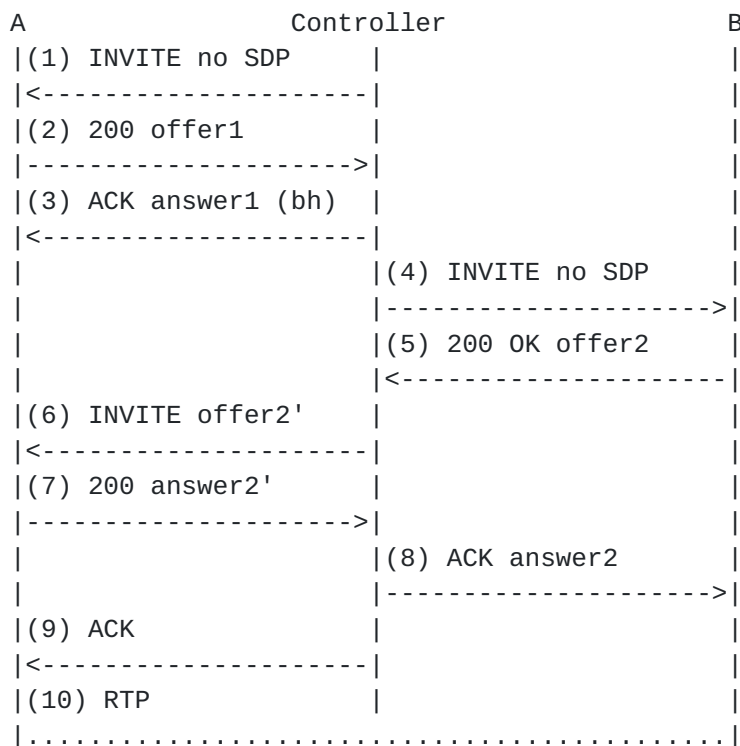 A                 Controller                  B
|(1) INVITE no SDP     |                      |
|<---------------------|                      |
|(2) 200 offer1        |                      |
|--------------------->|                      |
|(3) ACK answer1 (bh)  |                      |
|<---------------------|                      |
|                      |(4) INVITE no SDP     |
|                      |--------------------->|
|                      |(5) 200 OK offer2     |
|                      |<---------------------|
|(6) INVITE offer2'    |                      |
|<---------------------|                      |
|(7) 200 answer2'      |                      |
|--------------------->|                      |
|                      |(8) ACK answer2       |
|                      |--------------------->|
|(9) ACK               |                      |
|<---------------------|                      |
|(10) RTP              |                      |
|.............................................|